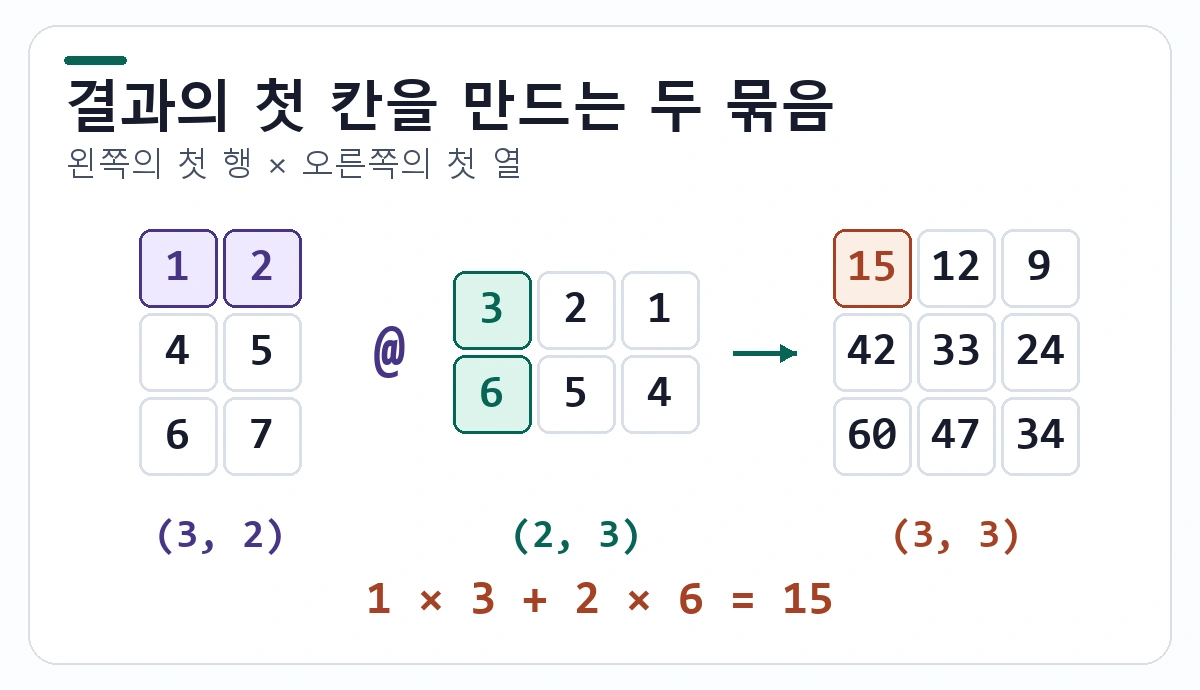 결과의 첫 칸을 만드는 두 묶음
왼쪽의 첫 행 × 오른쪽의 첫 열
1 2
4 5
6 7
(3, 2)
@
3 2 1
6 5 4
(2, 3)
15 12 9
42 33 24
60 47 34
(3, 3)
1 × 3 + 2 × 6 = 15